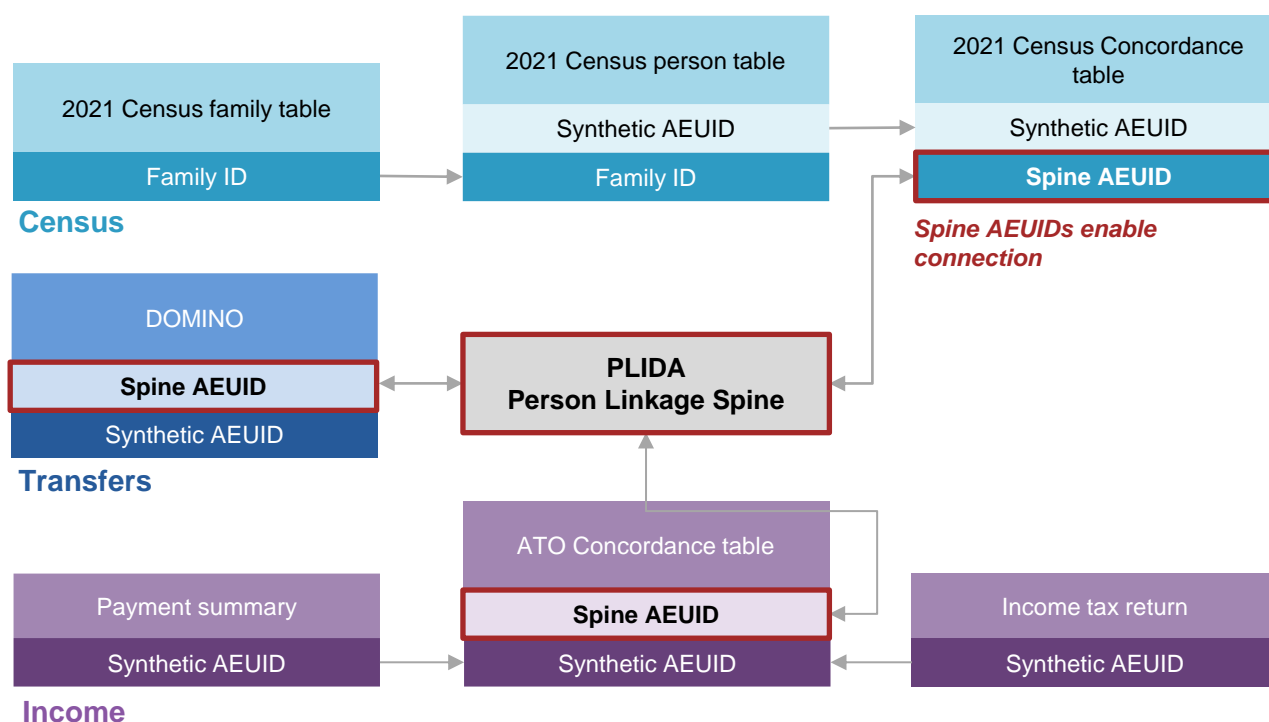 2021 Census family table
Family ID
Census
2021 Census person table
Synthetic AEUID
Family ID
2021 Census Concordance
table
Synthetic AEUID
Spine AEUID
Spine AEUIDs enable
connection
DOMINO
Spine AEUID
Synthetic AEUID
Transfers
PLIDA
Person Linkage Spine
Payment summary
Synthetic AEUID
Income
ATO Concordance table
Spine AEUID
Synthetic AEUID
Income tax return
Synthetic AEUID